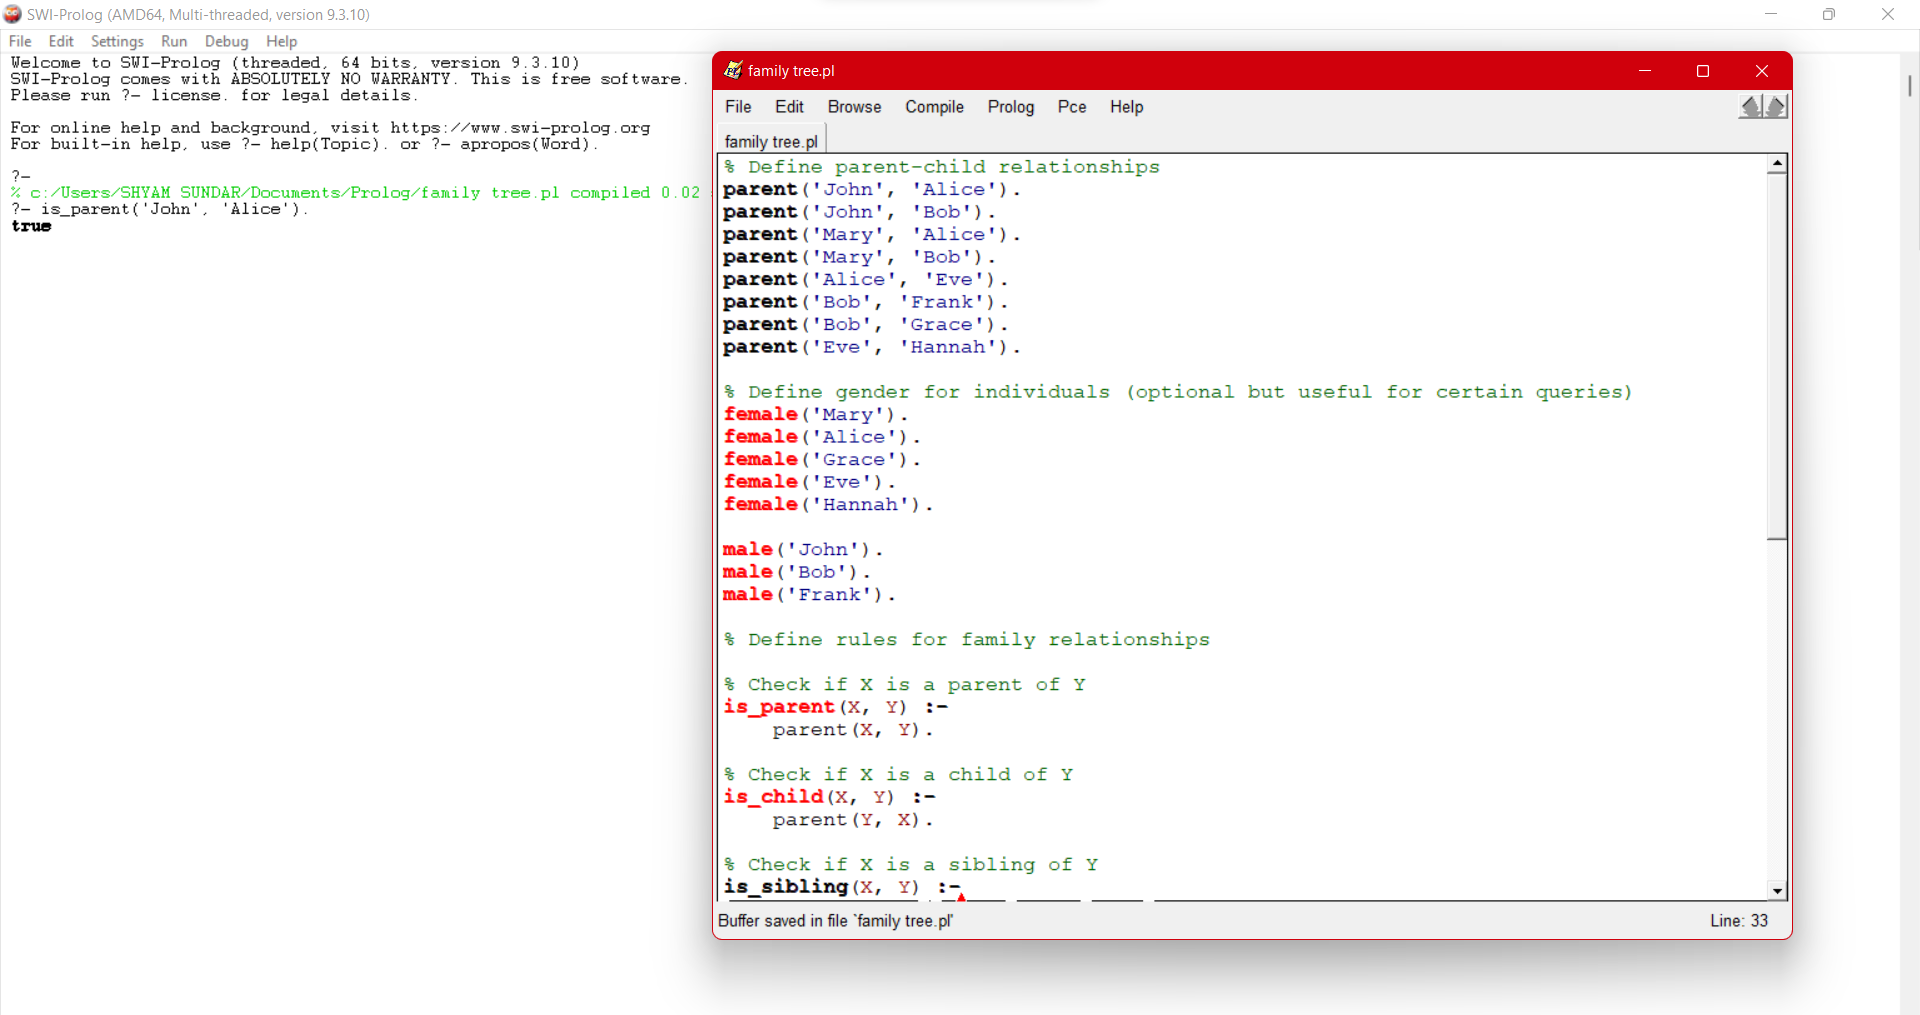 SWI-Prolog (AMD64, Multi-threaded, version 9.3.10)
File Edit Settings Run Debug Help
Welcome to SWI-Prolog (threaded, 64 bits, version 9.3.10)
SWI-Prolog comes with ABSOLUTELY NO WARRANTY. This is free software.
Please run ?- license. for legal details.
For online help and background, visit https://www.swi-prolog.org
For built-in help, use ?- help(Topic). or ?- apropos(Word).
?-
% c:/Users/SHYAM SUNDAR/Documents/Prolog/family tree.pl compiled 0.02
?- is_parent('John', 'Alice').
true
family tree.pl
File Edit Browse Compile Prolog Pce Help
family tree.pl
% Define parent-child relationships
parent('John', 'Alice').
parent('John', 'Bob').
parent('Mary', 'Alice').
parent('Mary', 'Bob').
parent('Alice', 'Eve').
parent('Bob', 'Frank').
parent('Bob', 'Grace').
parent('Eve', 'Hannah').
% Define gender for individuals (optional but useful for certain queries)
female('Mary').
female('Alice').
female('Grace').
female('Eve').
female('Hannah').
male('John').
male('Bob').
male('Frank').
% Define rules for family relationships
% Check if X is a parent of Y
is_parent(X, Y) :-
    parent(X, Y).
% Check if X is a child of Y
is_child(X, Y) :-
    parent(Y, X).
% Check if X is a sibling of Y
is_sibling(X, Y) :-
Buffer saved in file `family tree.pl'
Line: 33